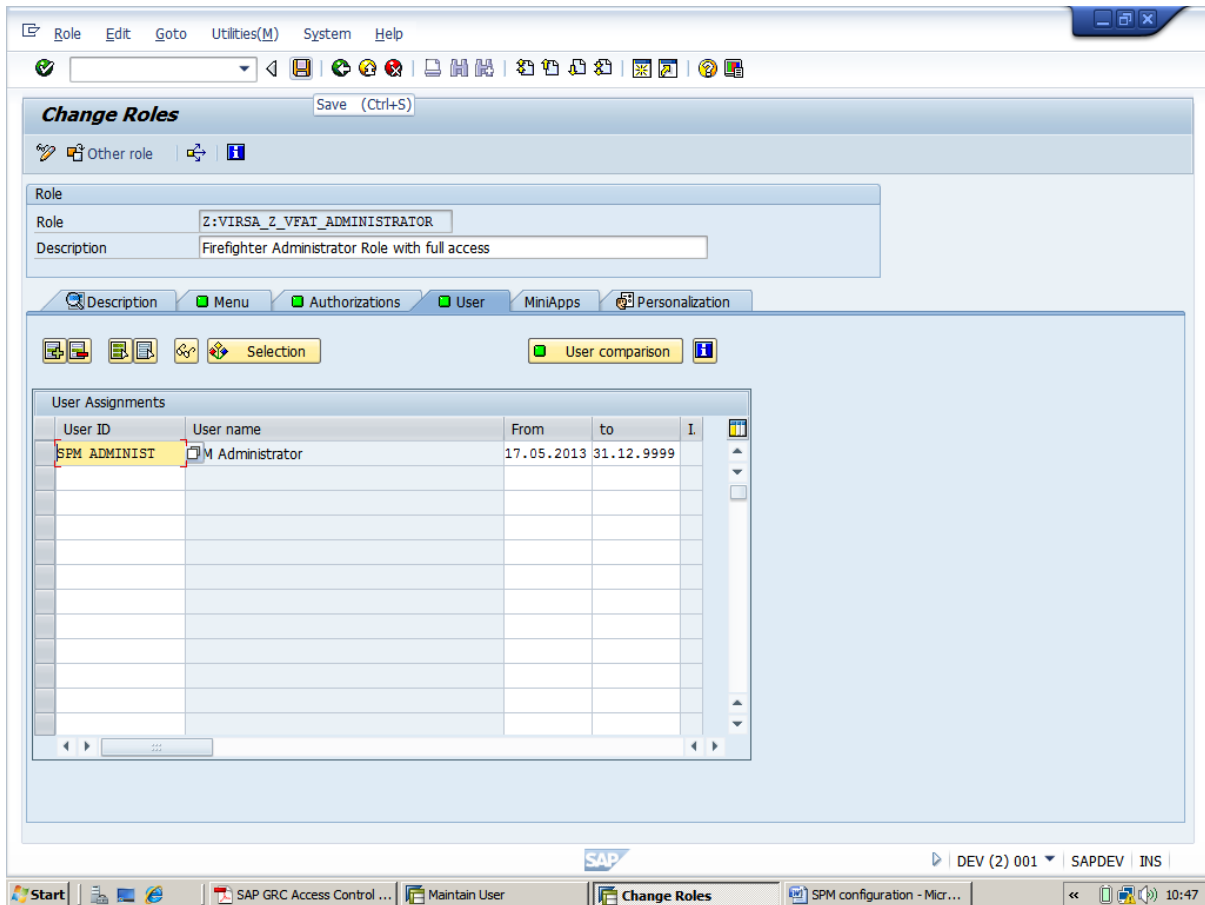 Role Edit Goto Utilities(M) System Help
Save (Ctrl+S)
Change Roles
Other role
Role
Role Z:VIRSA_Z_VFAT_ADMINISTRATOR
Description Firefighter Administrator Role with full access
Description Menu Authorizations User MiniApps Personalization
Selection User comparison
User Assignments
User ID User name From to I.
SPM ADMINIST M Administrator 17.05.2013 31.12.9999
SAP
DEV (2) 001 SAPDEV INS
Start SAP GRC Access Control ... Maintain User Change Roles SPM configuration - Micr... « 10:47